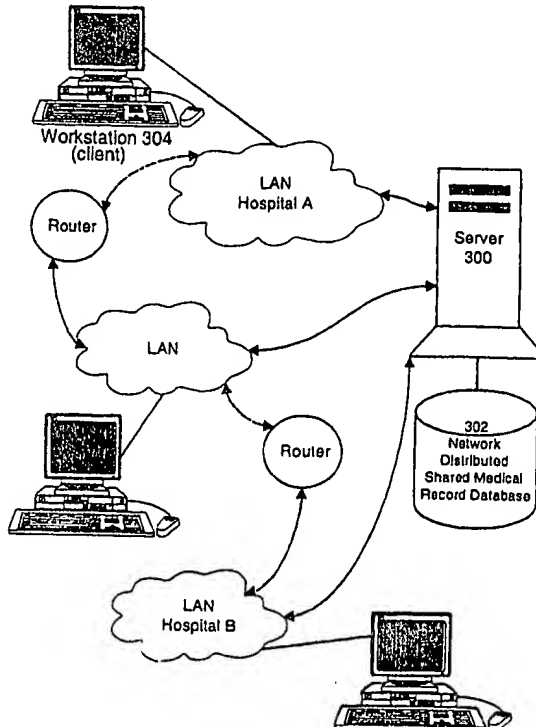 Workstation 304
(client)
LAN
Hospital A
Router
Server
300
LAN
Router
302
Network
Distributed
Shared Medical
Record Database
LAN
Hospital B